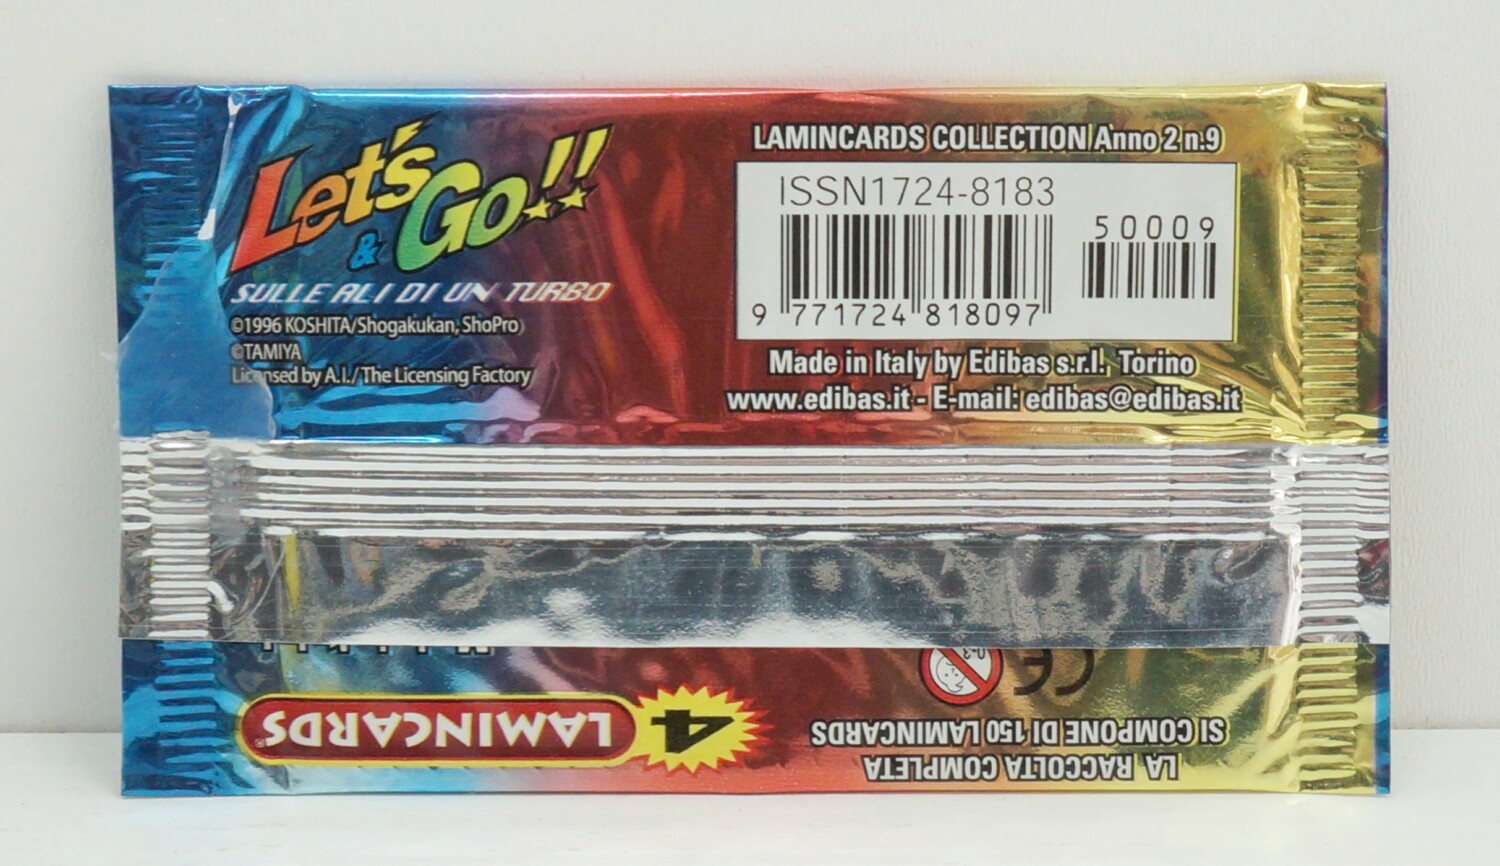 Let's
& Go!!
SULLE ALI DI UN TURBO
©1996 KOSHITA/Shogakukan, ShoPro
©TAMIYA
Licensed by A.I./ The Licensing Factory
LAMINCARDS COLLECTION Anno 2 n.9
ISSN1724-8183
50009
9 771724 818097
Made in Italy by Edibas s.r.l., Torino
www.edibas.it - E-mail: edibas@edibas.it
LA RACCOLTA COMPLETA
SI COMPONE DI 150 LAMINCARDS
4 LAMINCARDS®
CE
0-3